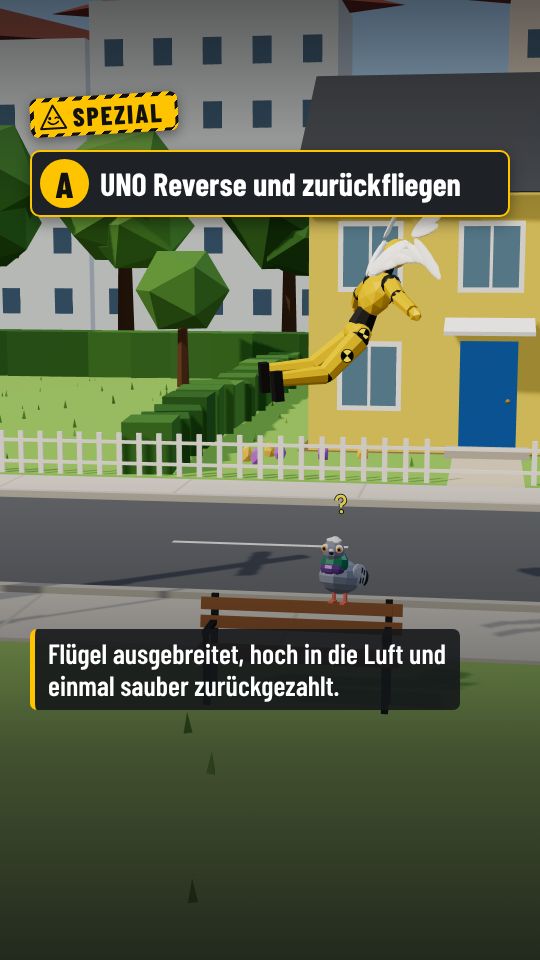 SPEZIAL
A UNO Reverse und zurückfliegen
?
Flügel ausgebreitet, hoch in die Luft und
einmal sauber zurückgezahlt.